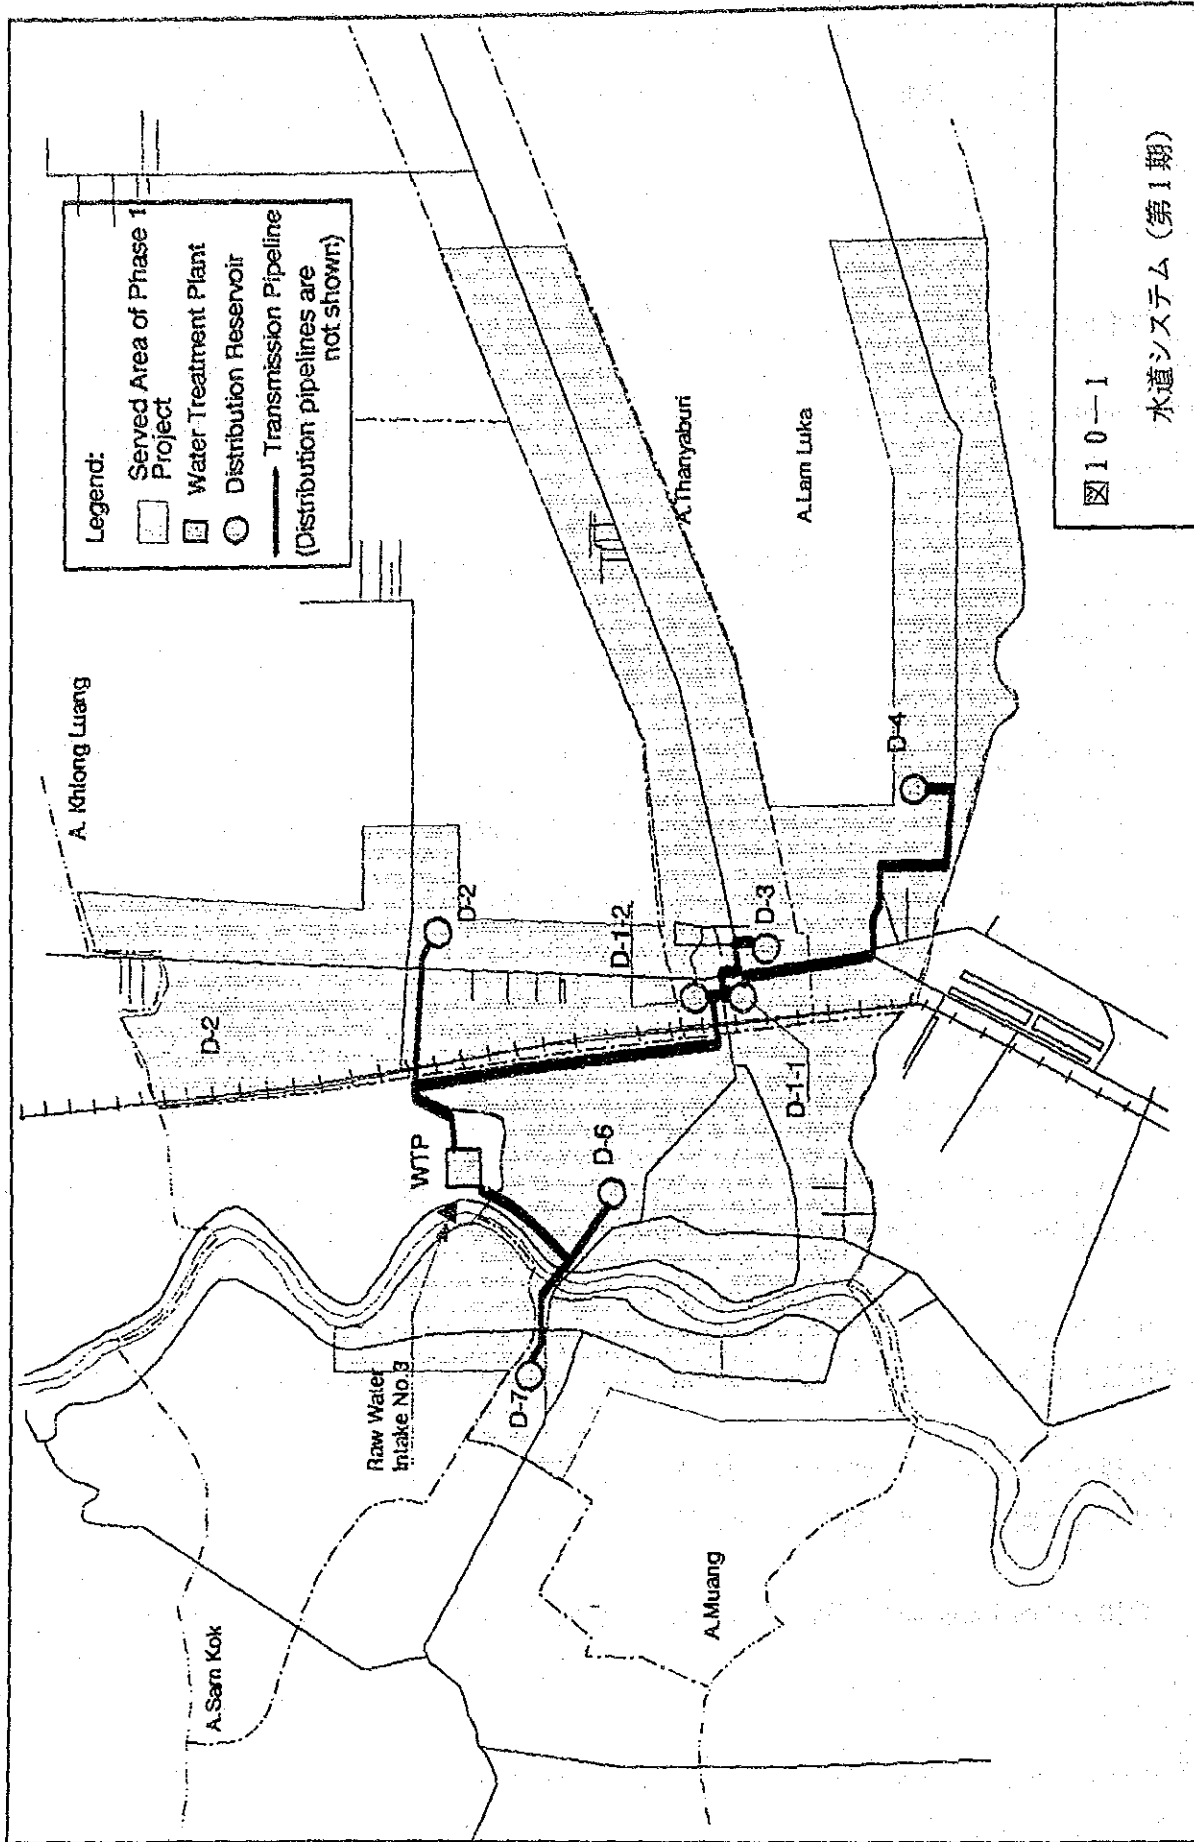 Legend:
Served Area of Phase 1
Project
Water Treatment Plant
Distribution Reservoir
Transmission Pipeline
(Distribution pipelines are
not shown)
A. Khlong Luang
D-2
D-2
WTP
Raw Water
Intake No.3
D-7
D-6
D-1-2
D-3
D-1-1
D-4
A.Thanyaburi
A.Lam Luka
A.Sam Kok
A.Muang
図10—1
水道システム (第1期)